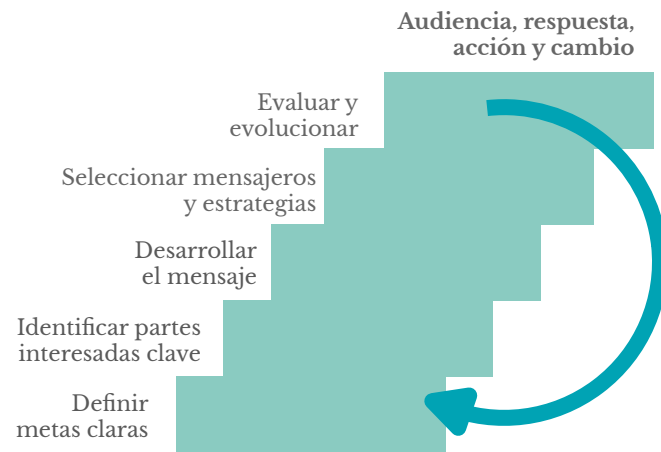 Audiencia, respuesta,
acción y cambio
Evaluar y
evolucionar
Seleccionar mensajeros
y estrategias
Desarrollar
el mensaje
Identificar partes
interesadas clave
Definir
metas claras